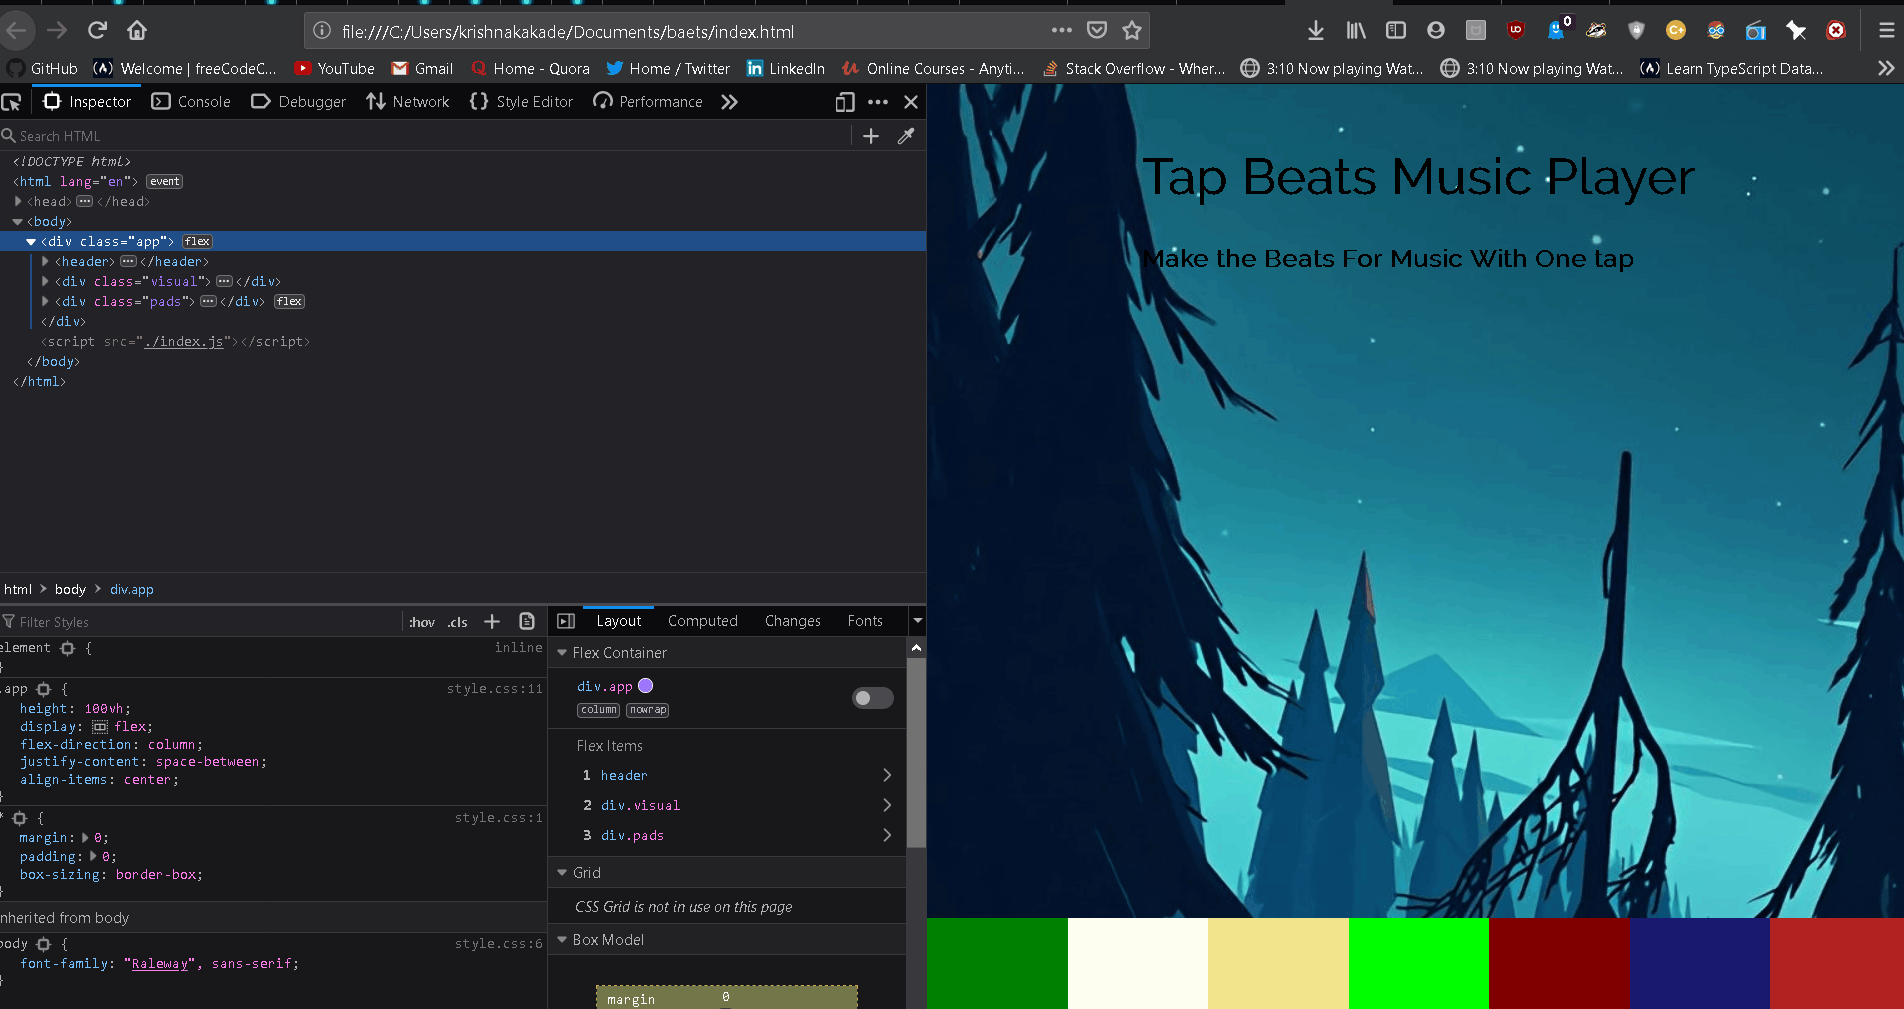 file:///C:/Users/krishnakakade/Documents/baets/index.html
0
GitHub Welcome | freeCodeC... YouTube Gmail Home - Quora Home / Twitter LinkedIn Online Courses - Anyti... Stack Overflow - Wher... 3:10 Now playing Wat... 3:10 Now playing Wat... Learn TypeScript Data...
Inspector Console Debugger Network Style Editor Performance
Search HTML
<!DOCTYPE html>
<html lang="en"> event
<head> ... </head>
<body>
<div class="app"> flex
<header> ... </header>
<div class="visual"> ... </div>
<div class="pads"> ... </div> flex
</div>
<script src="./index.js"></script>
</body>
</html>
html > body > div.app
Filter Styles :hov .cls
element { inline
}
.app { style.css:11
height: 100vh;
display: flex;
flex-direction: column;
justify-content: space-between;
align-items: center;
}
* { style.css:1
margin: 0;
padding: 0;
box-sizing: border-box;
}
nherited from body
body { style.css:6
font-family: "Raleway", sans-serif;
}
Layout Computed Changes Fonts
Flex Container
div.app
column nowrap
Flex Items
1 header
2 div.visual
3 div.pads
Grid
CSS Grid is not in use on this page
Box Model
margin 0
Tap Beats Music Player
Make the Beats For Music With One tap